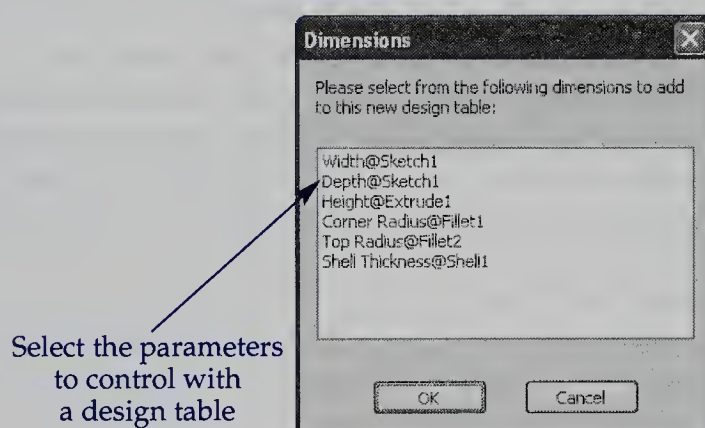 Dimensions
Please select from the following dimensions to add
to this new design table:
Width@Sketch1
Depth@Sketch1
Height@Extrude1
Corner Radius@Fillet1
Top Radius@Fillet2
Shell Thickness@Shell1
Select the parameters
to control with
a design table
OK Cancel